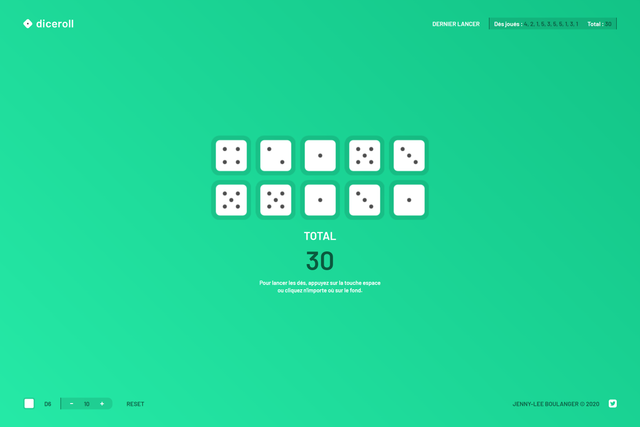 diceroll
DERNIER LANCER
Dés joués : 4, 2, 1, 5, 3, 5, 5, 1, 3, 1 Total : 30
TOTAL
30
Pour lancer les dés, appuyez sur la touche espace
ou cliquez n'importe où sur le fond.
D6
- 10 +
RESET
JENNY-LEE BOULANGER © 2020